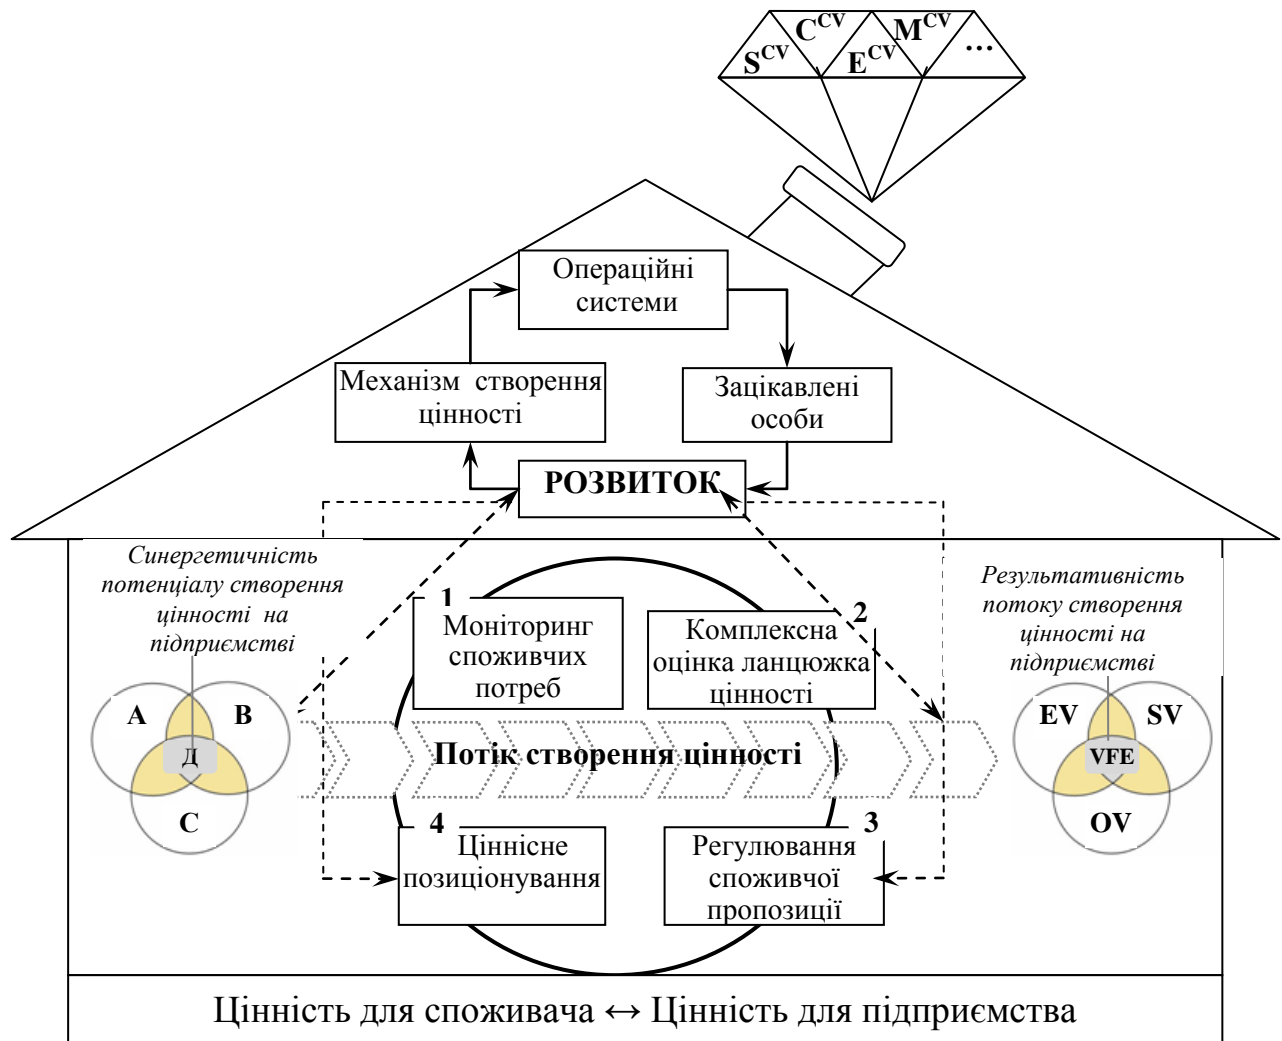 C^CV M^CV ...
S^CV E^CV
Операційні
системи
Механізм створення
цінності
Зацікавлені
особи
РОЗВИТОК
Синергетичність
потенціалу створення
цінності на
підприємстві
Результативність
потоку створення
цінності на
підприємстві
1
Моніторинг
споживчих
потреб
2
Комплексна
оцінка ланцюжка
цінності
A B
Д
C
Потік створення цінності
EV SV
VFE
OV
4
Ціннісне
позиціонування
3
Регулювання
споживчої
пропозиції
Цінність для споживача ↔ Цінність для підприємства